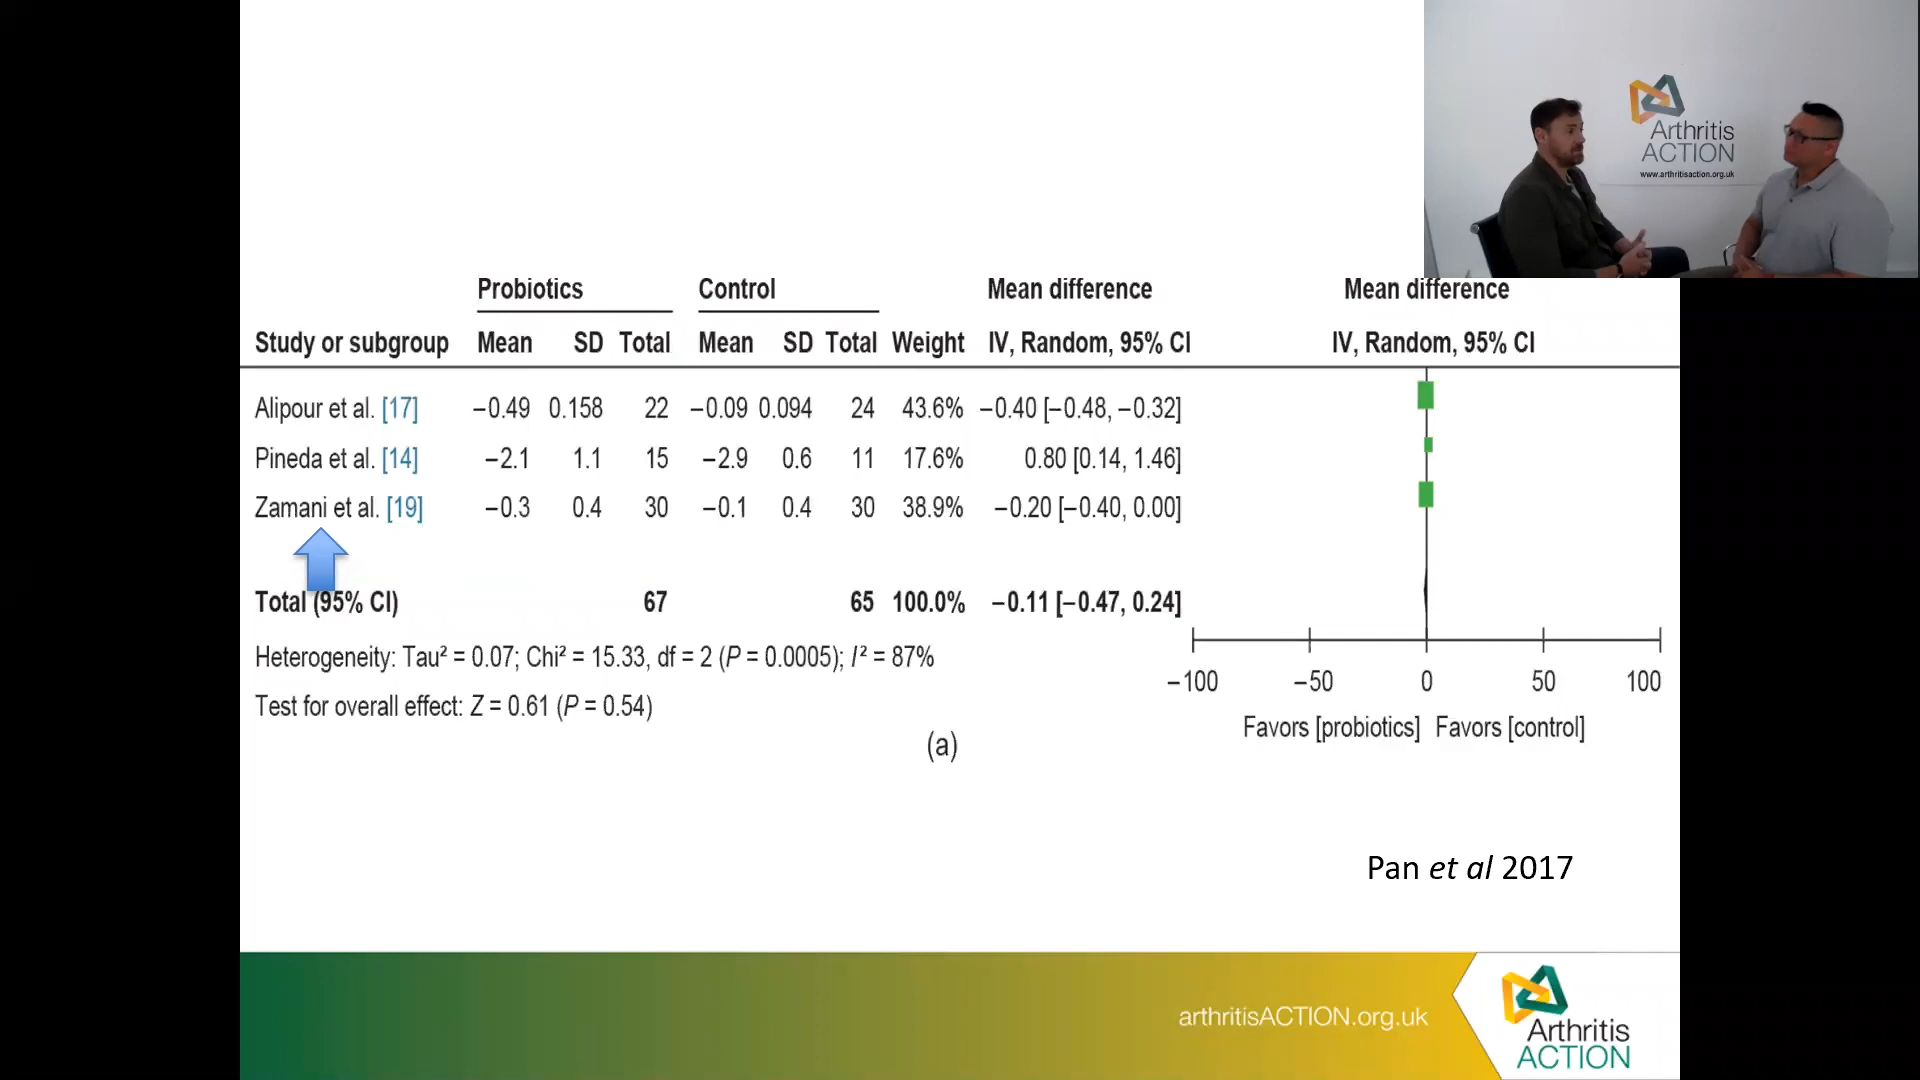 Arthritis
ACTION
www.arthritisaction.org.uk
Probiotics Control Mean difference Mean difference
Study or subgroup Mean SD Total Mean SD Total Weight IV, Random, 95% CI IV, Random, 95% CI
Alipour et al. [17] −0.49 0.158 22 −0.09 0.094 24 43.6% −0.40 [−0.48, −0.32]
Pineda et al. [14] −2.1 1.1 15 −2.9 0.6 11 17.6% 0.80 [0.14, 1.46]
Zamani et al. [19] −0.3 0.4 30 −0.1 0.4 30 38.9% −0.20 [−0.40, 0.00]
Total (95% CI) 67 65 100.0% −0.11 [−0.47, 0.24]
Heterogeneity: Tau² = 0.07; Chi² = 15.33, df = 2 (P = 0.0005); I² = 87%
−100 −50 0 50 100
Test for overall effect: Z = 0.61 (P = 0.54)
Favors [probiotics] Favors [control]
(a)
Pan et al 2017
arthritisACTION.org.uk
Arthritis
ACTION